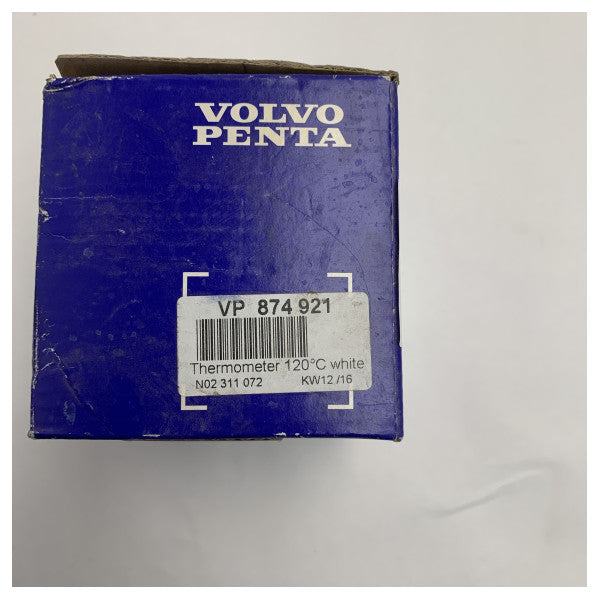 VOLVO
PENTA
VP 874 921
Thermometer 120°C white
N02 311 072 KW12 /16